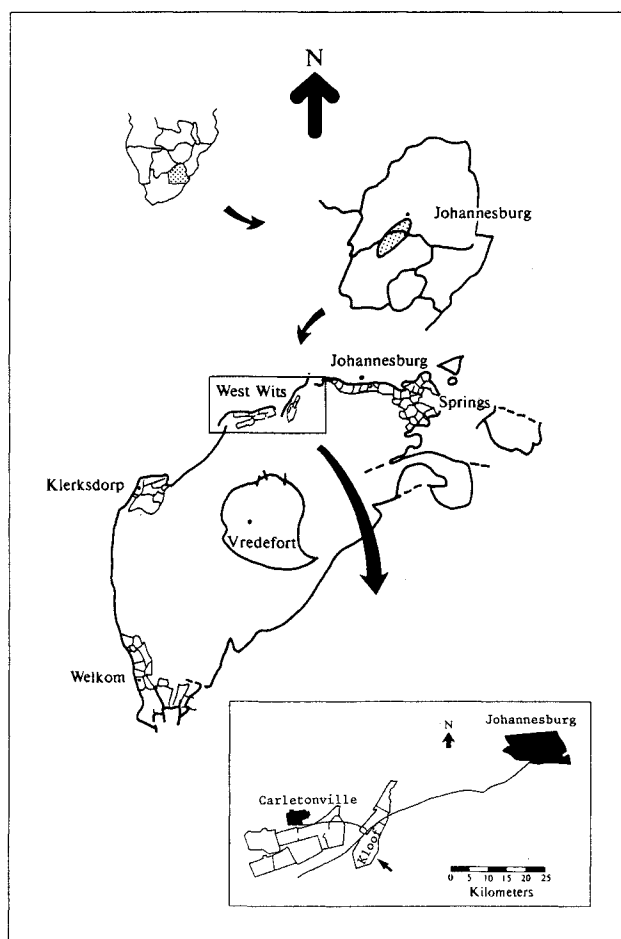 N
Johannesburg
Johannesburg
West Wits
Springs
Klerksdorp
Vredefort
Welkom
N
Johannesburg
Carletonville
Kloof
0 5 10 15 20 25
Kilometers